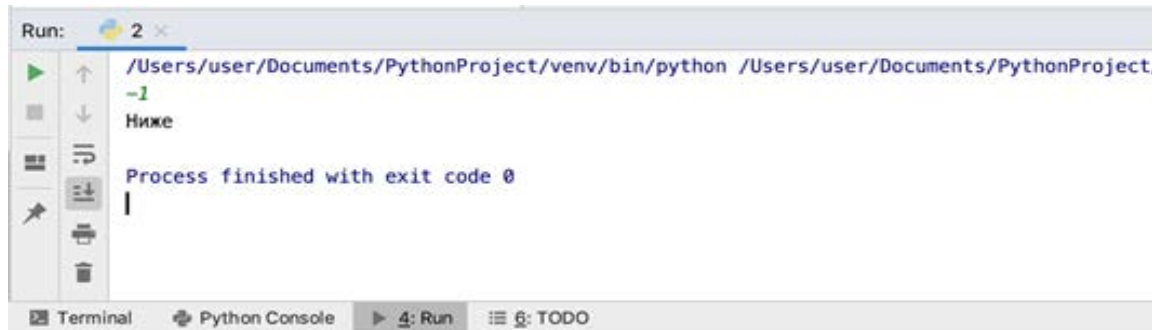 Run: 2
/Users/user/Documents/PythonProject/venv/bin/python /Users/user/Documents/PythonProject/
-1
Ниже
Process finished with exit code 0
Terminal Python Console 4: Run 6: TODO